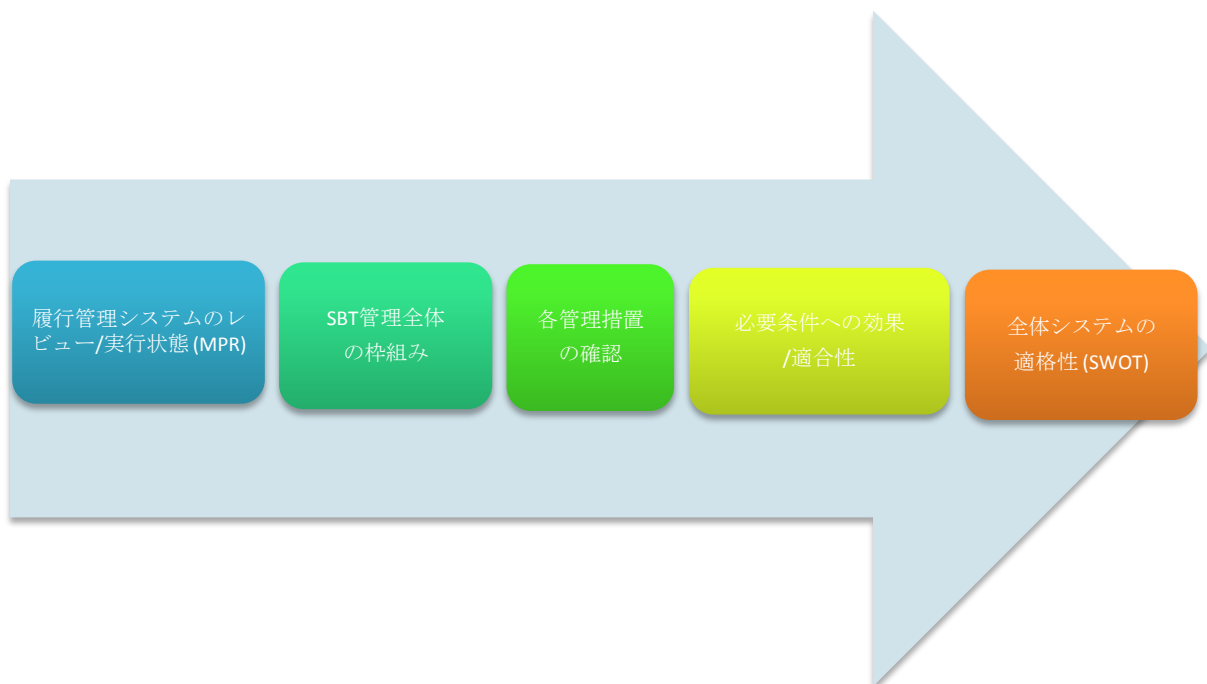 履行管理システムのレ
ビュー/実行状態(MPR)
SBT管理全体
の枠組み
各管理措置
の確認
必要条件への効果
/適合性
全体システムの
適格性(SWOT)